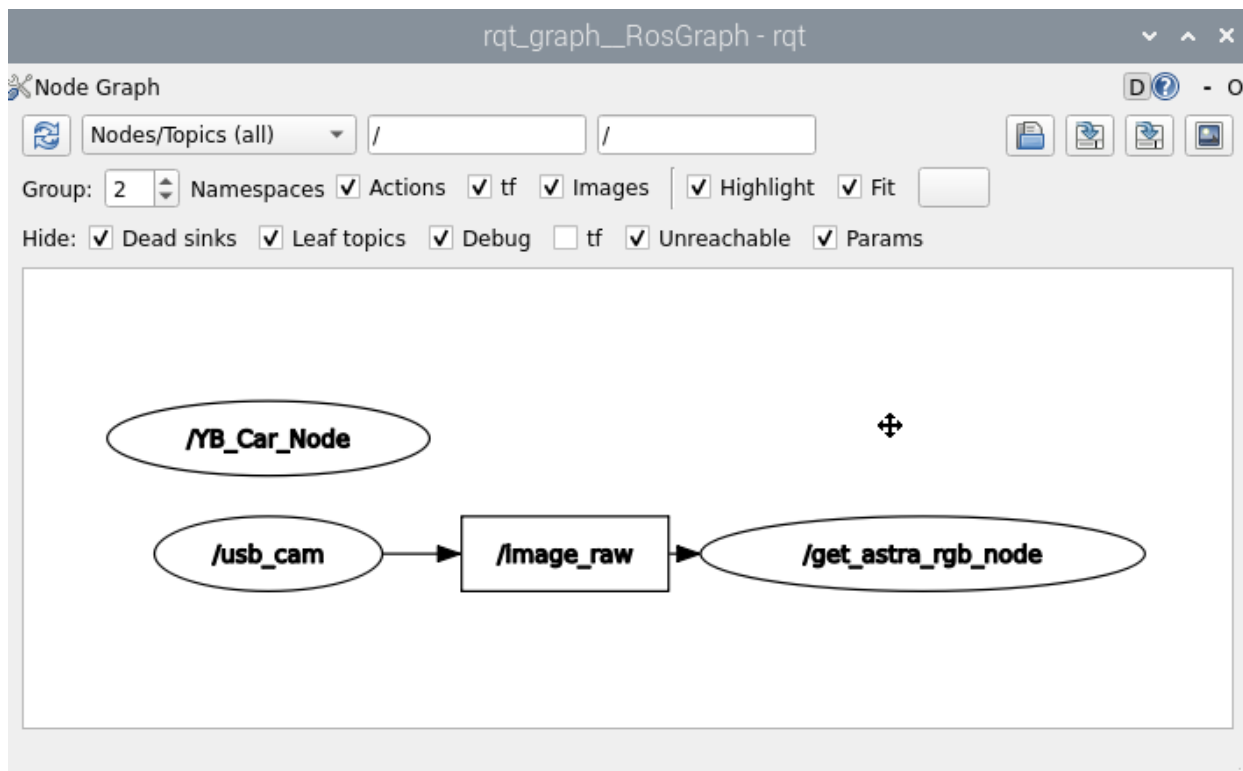 rqt_graph__RosGraph - rqt
Node Graph D ? - O
Nodes/Topics (all) / /
Group: 2 Namespaces Actions tf Images Highlight Fit
Hide: Dead sinks Leaf topics Debug tf Unreachable Params
/YB_Car_Node
/usb_cam /image_raw /get_astra_rgb_node